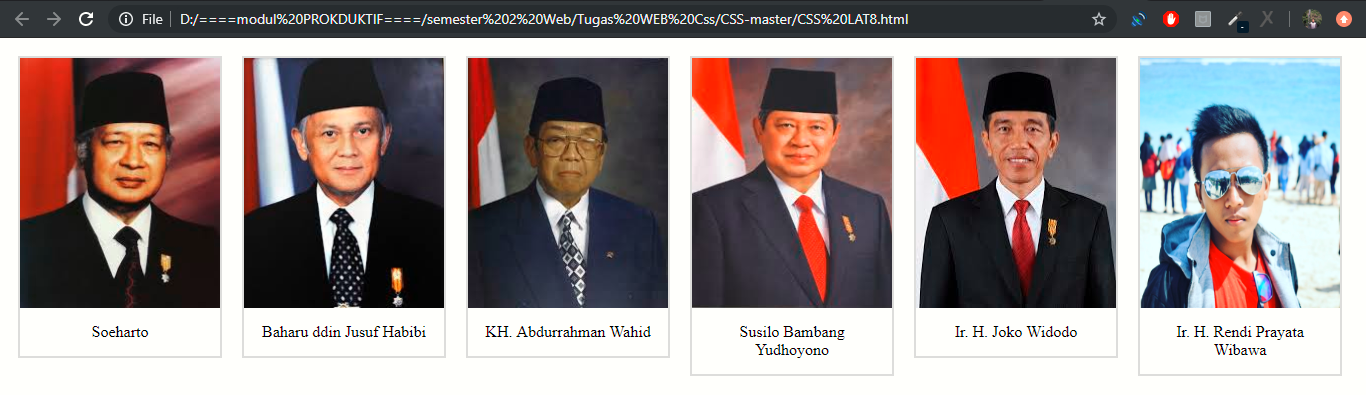 File
D:/====modul%20PROKDUKTIF====/semester%202%20Web/Tugas%20WEB%20Css/CSS-master/CSS%20LAT8.html
Soeharto
Baharu ddin Jusuf Habibi
KH. Abdurrahman Wahid
Susilo Bambang
Yudhoyono
Ir. H. Joko Widodo
Ir. H. Rendi Prayata
Wibawa